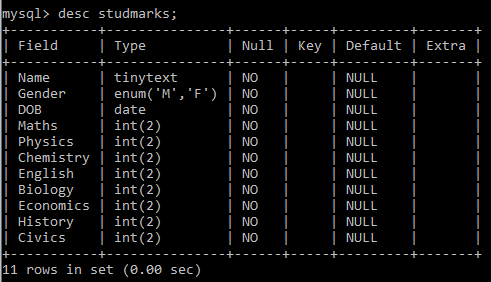 mysql> desc studmarks;
+-----------+---------------+------+-----+---------+-------+
| Field     | Type          | Null | Key | Default | Extra |
+-----------+---------------+------+-----+---------+-------+
| Name      | tinytext      | NO   |     | NULL    |       |
| Gender    | enum('M','F') | NO   |     | NULL    |       |
| DOB       | date          | NO   |     | NULL    |       |
| Maths     | int(2)        | NO   |     | NULL    |       |
| Physics   | int(2)        | NO   |     | NULL    |       |
| Chemistry | int(2)        | NO   |     | NULL    |       |
| English   | int(2)        | NO   |     | NULL    |       |
| Biology   | int(2)        | NO   |     | NULL    |       |
| Economics | int(2)        | NO   |     | NULL    |       |
| History   | int(2)        | NO   |     | NULL    |       |
| Civics    | int(2)        | NO   |     | NULL    |       |
+-----------+---------------+------+-----+---------+-------+
11 rows in set (0.00 sec)